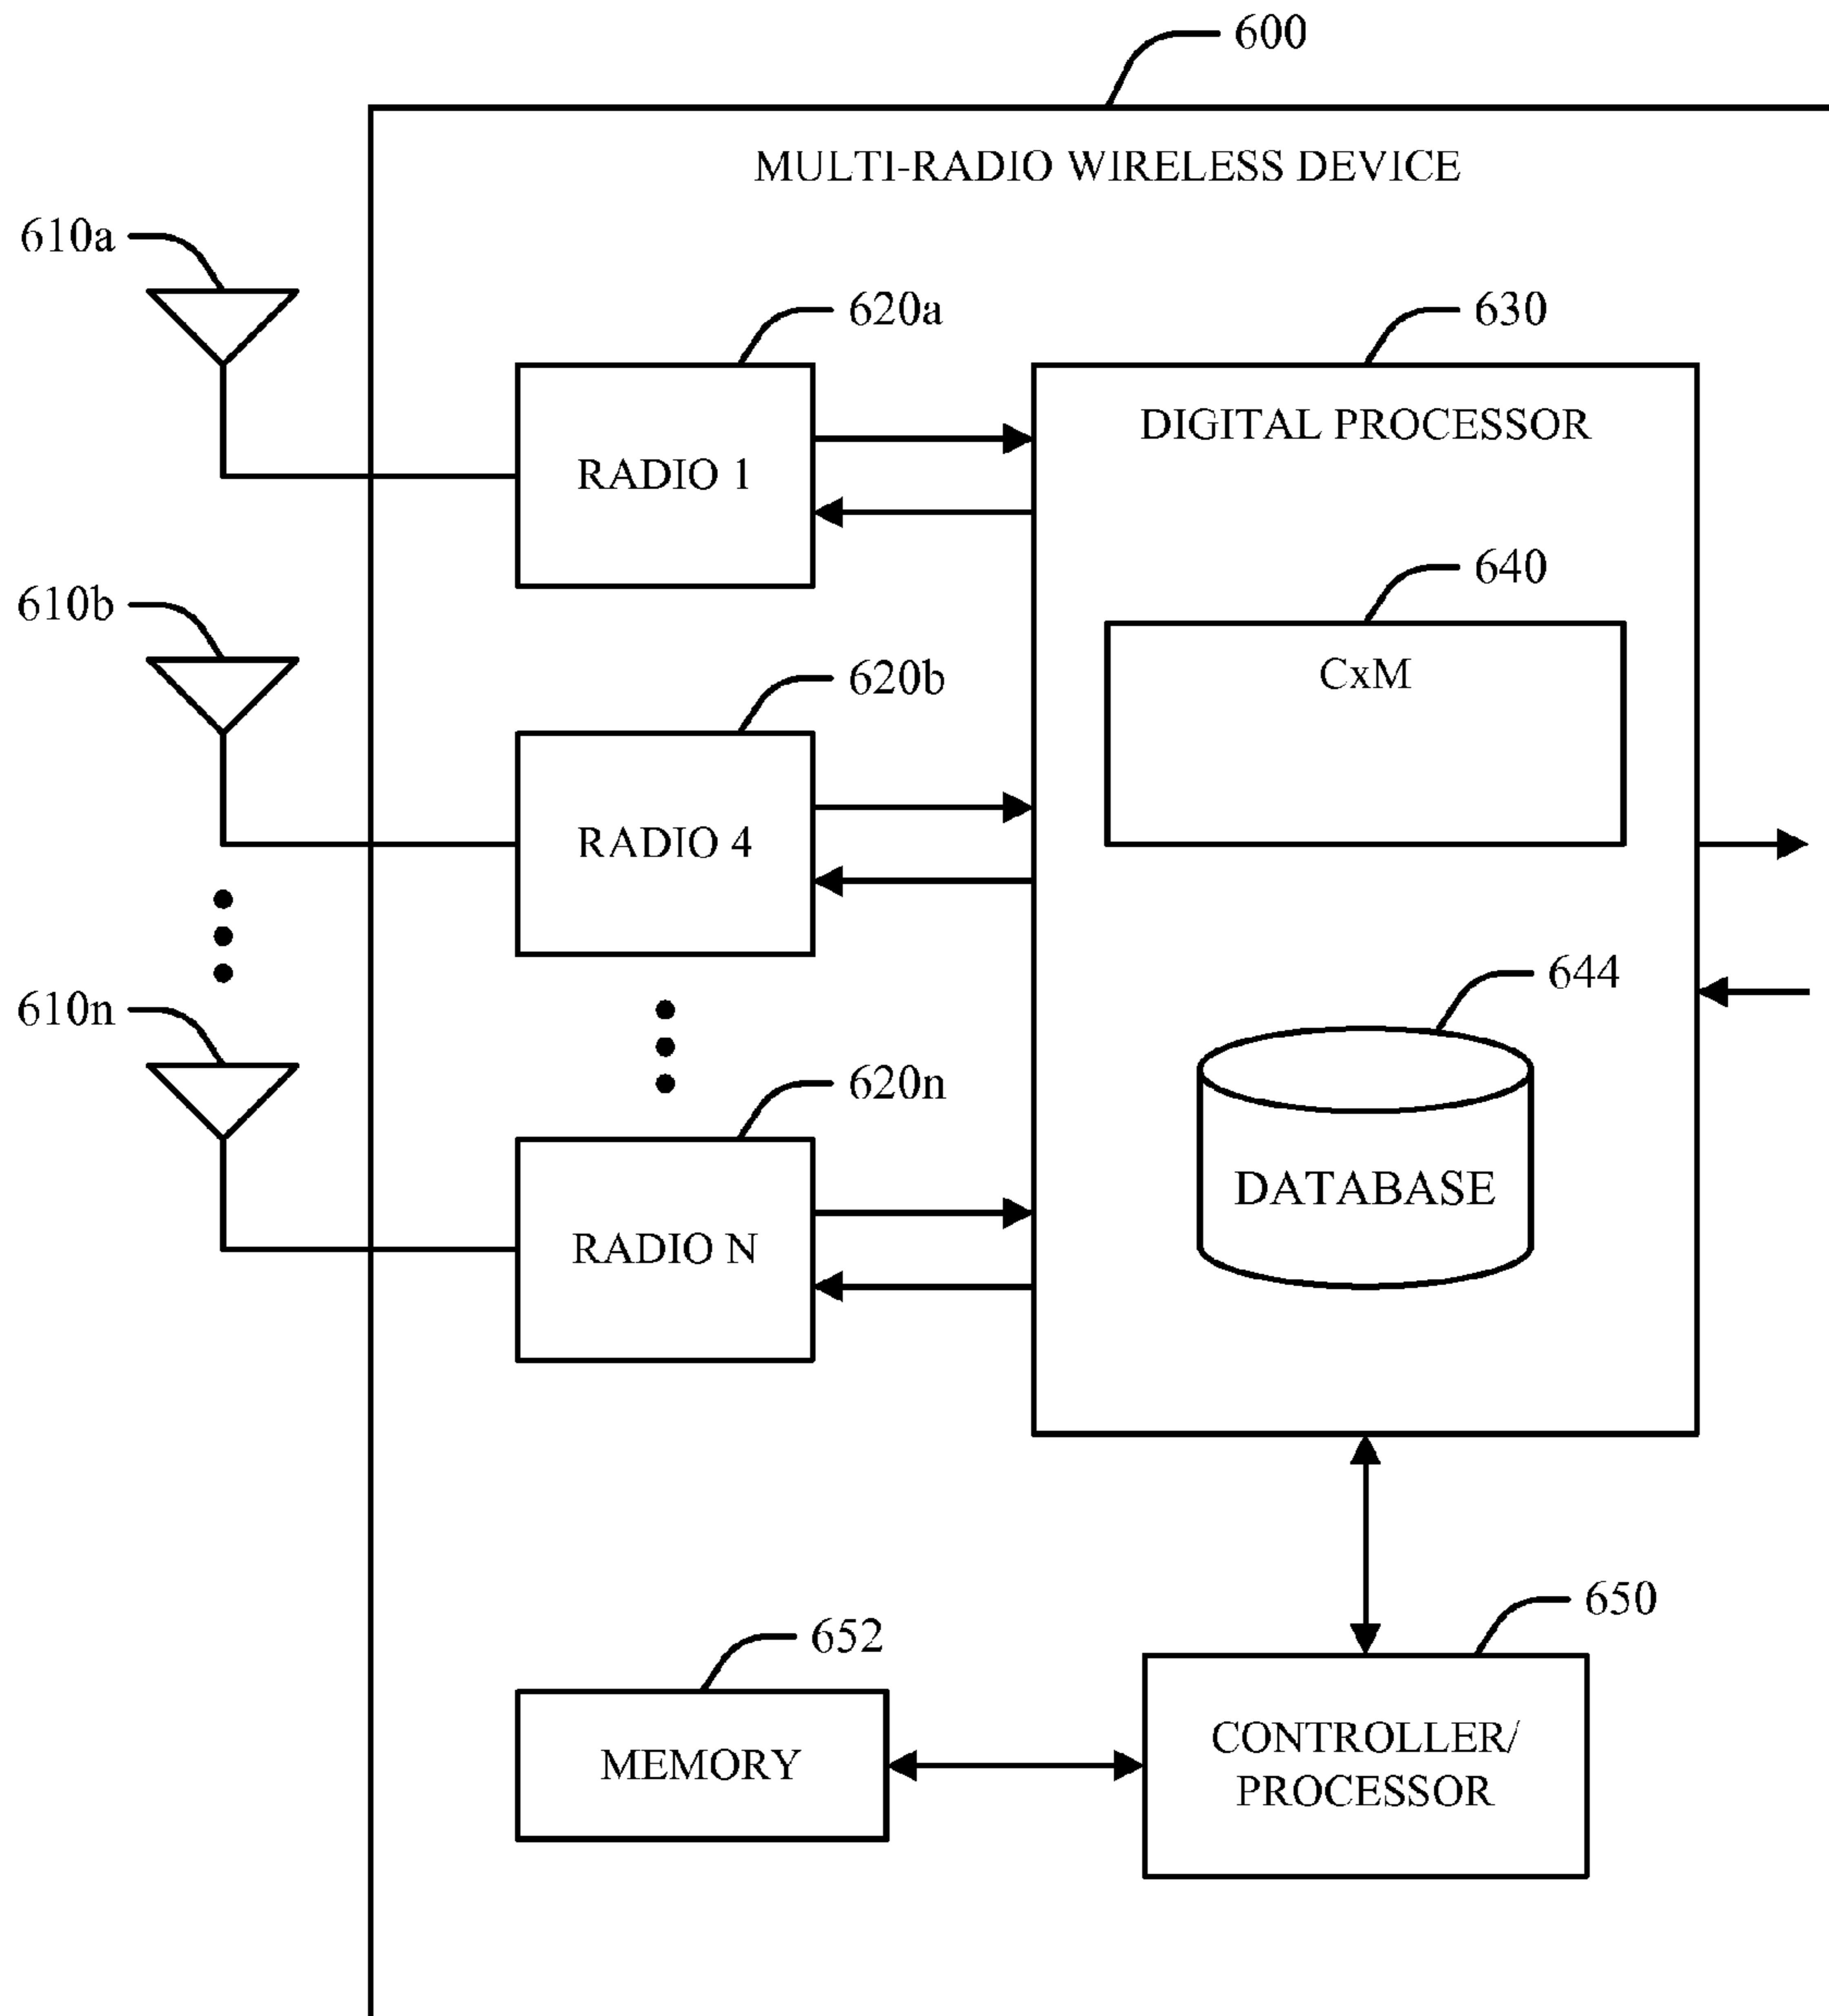 600
MULTI-RADIO WIRELESS DEVICE
610a
620a
630
DIGITAL PROCESSOR
RADIO 1
640
610b
CxM
620b
RADIO 4
644
610n
620n
DATABASE
RADIO N
650
652
CONTROLLER/
PROCESSOR
MEMORY